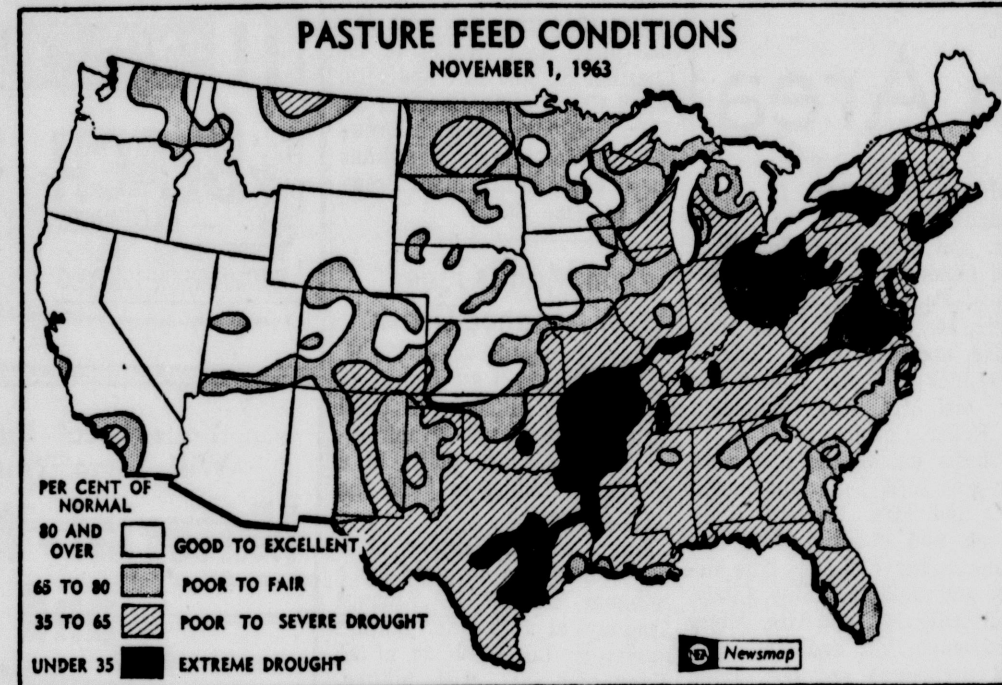 PASTURE FEED CONDITIONS
NOVEMBER 1, 1963
PER CENT OF
NORMAL
80 AND
OVER
GOOD TO EXCELLENT
65 TO 80
POOR TO FAIR
35 TO 65
POOR TO SEVERE DROUGHT
UNDER 35
EXTREME DROUGHT
NEA Newsmap